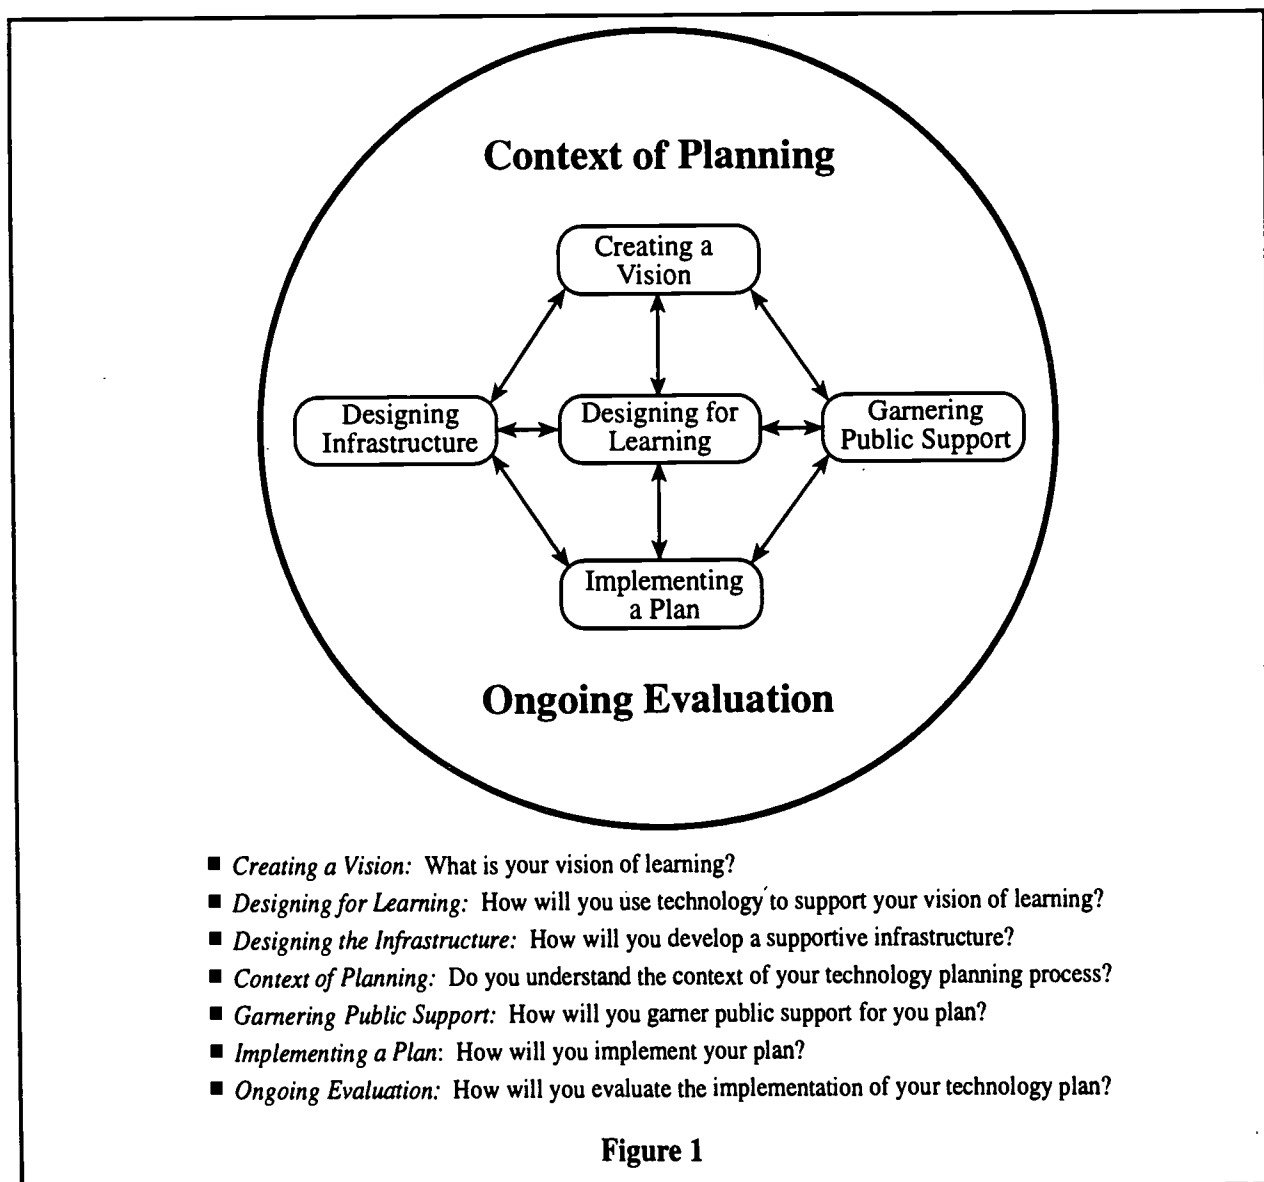 Context of Planning
Creating a
Vision
Designing
Infrastructure
Designing for
Learning
Garnering
Public Support
Implementing
a Plan
Ongoing Evaluation
■ Creating a Vision: What is your vision of learning?
■ Designing for Learning: How will you use technology to support your vision of learning?
■ Designing the Infrastructure: How will you develop a supportive infrastructure?
■ Context of Planning: Do you understand the context of your technology planning process?
■ Garnering Public Support: How will you garner public support for you plan?
■ Implementing a Plan: How will you implement your plan?
■ Ongoing Evaluation: How will you evaluate the implementation of your technology plan?
Figure 1